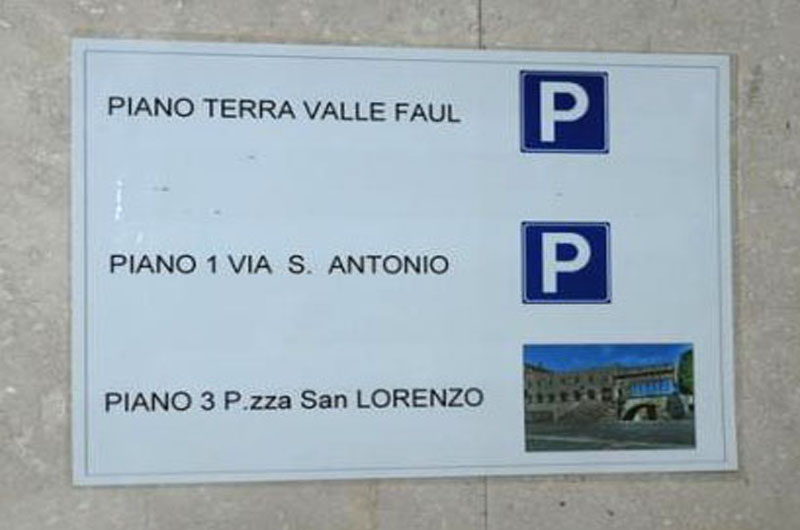 PIANO TERRA VALLE FAUL P
PIANO 1 VIA S. ANTONIO P
PIANO 3 P.zza San LORENZO